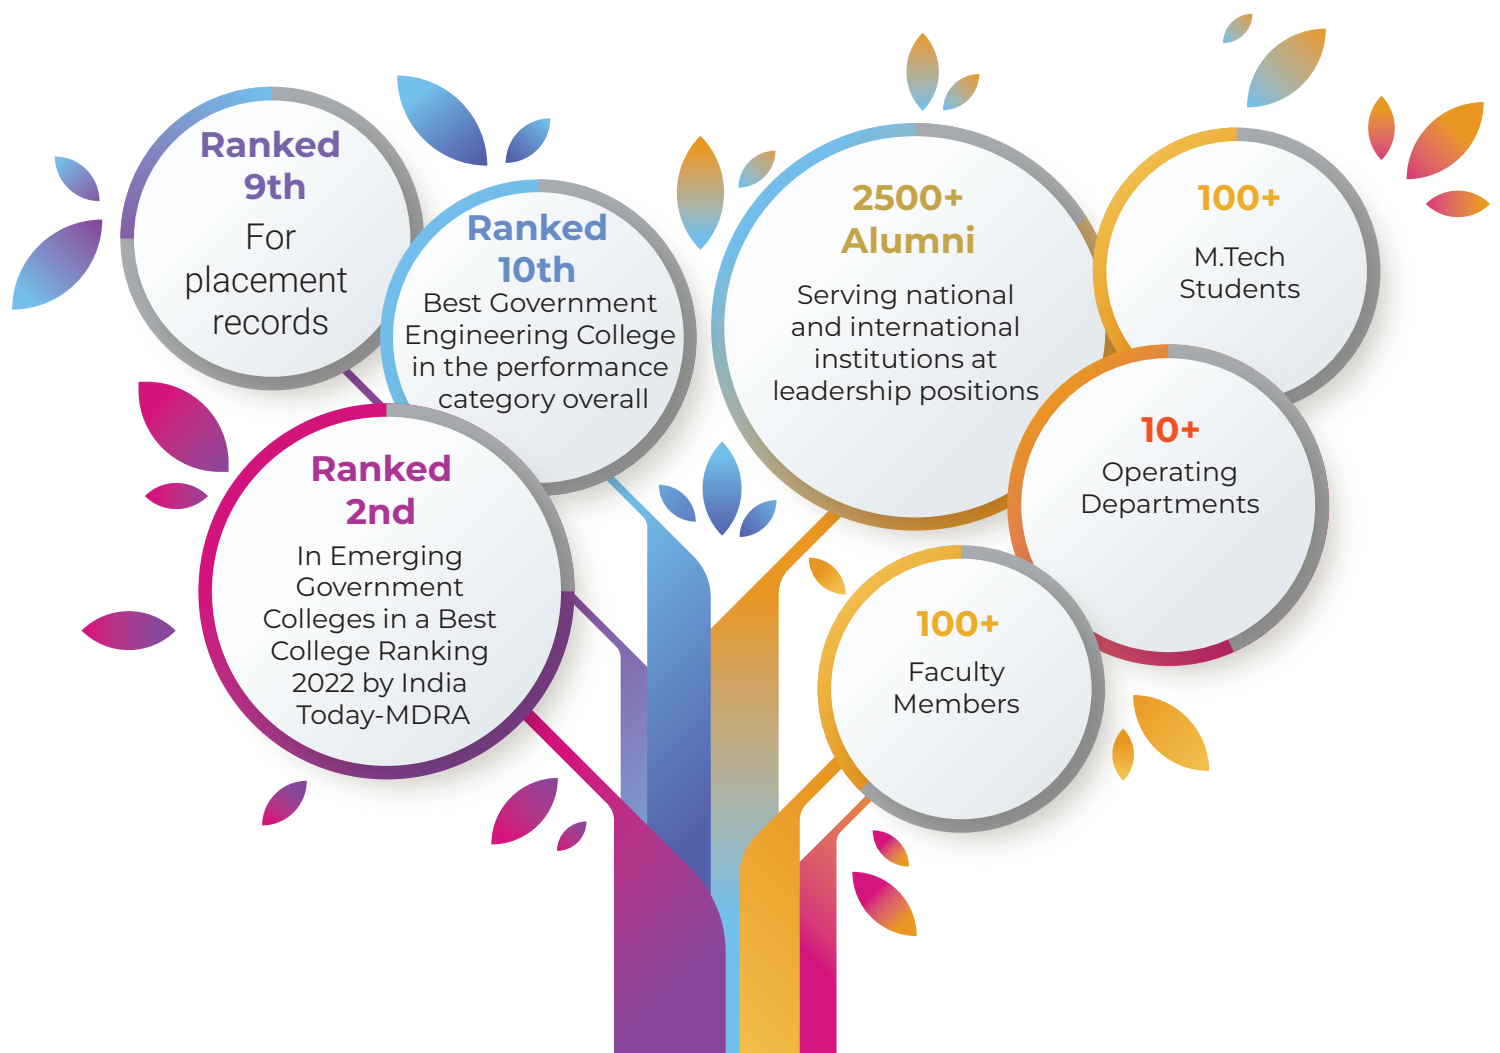 Ranked
9th
For
placement
records
Ranked
10th
Best Government
Engineering College
in the performance
category overall
Ranked
2nd
In Emerging
Government
Colleges in a Best
College Ranking
2022 by India
Today-MDRA
2500+
Alumni
Serving national
and international
institutions at
leadership positions
100+
M.Tech
Students
10+
Operating
Departments
100+
Faculty
Members